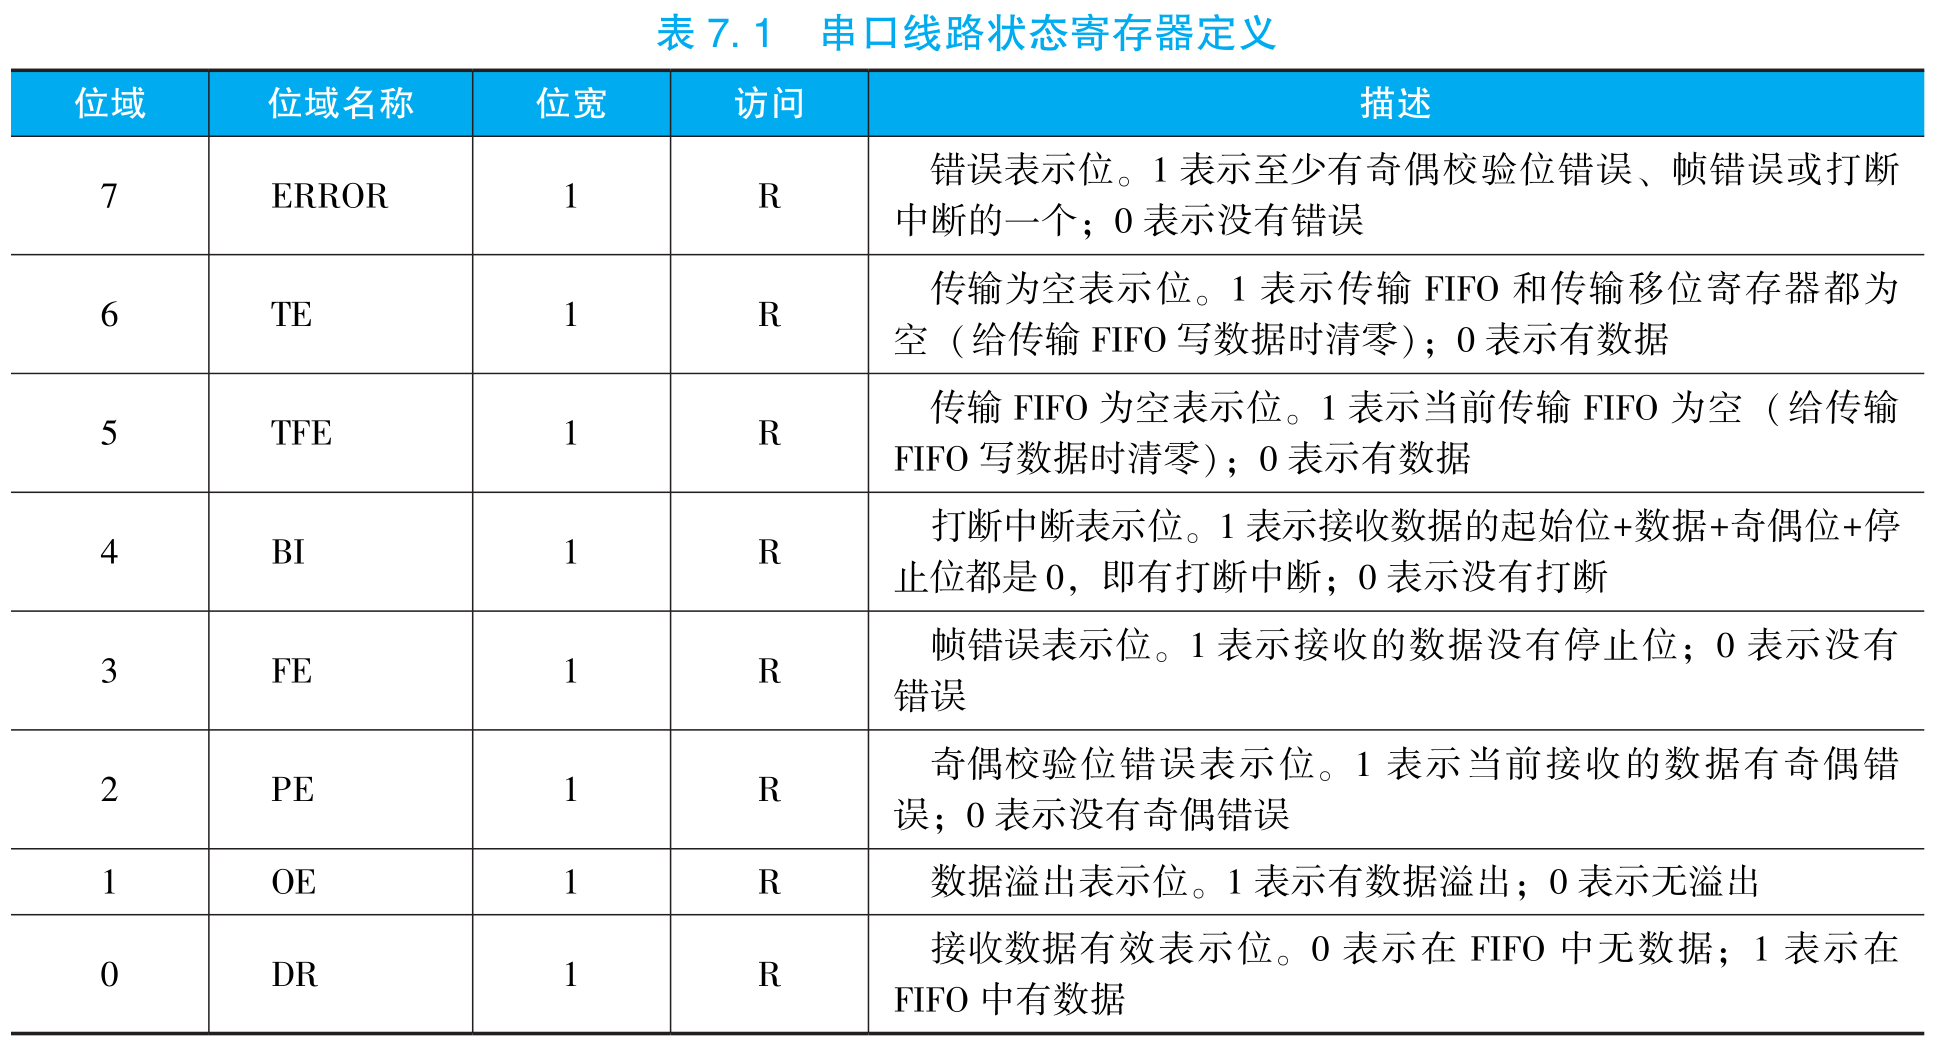 表 7. 1 串口线路状态寄存器定义
位域 位域名称 位宽 访问 描述
7 ERROR 1 R 错误表示位。1 表示至少有奇偶校验位错误、帧错误或打断
中断的一个；0 表示没有错误
6 TE 1 R 传输为空表示位。1 表示传输 FIFO 和传输移位寄存器都为
空（给传输 FIFO 写数据时清零）；0 表示有数据
5 TFE 1 R 传输 FIFO 为空表示位。1 表示当前传输 FIFO 为空（给传输
FIFO 写数据时清零）；0 表示有数据
4 BI 1 R 打断中断表示位。1 表示接收数据的起始位+数据+奇偶位+停
止位都是 0，即有打断中断；0 表示没有打断
3 FE 1 R 帧错误表示位。1 表示接收的数据没有停止位；0 表示没有
错误
2 PE 1 R 奇偶校验位错误表示位。1 表示当前接收的数据有奇偶错
误；0 表示没有奇偶错误
1 OE 1 R 数据溢出表示位。1 表示有数据溢出；0 表示无溢出
0 DR 1 R 接收数据有效表示位。0 表示在 FIFO 中无数据；1 表示在
FIFO 中有数据